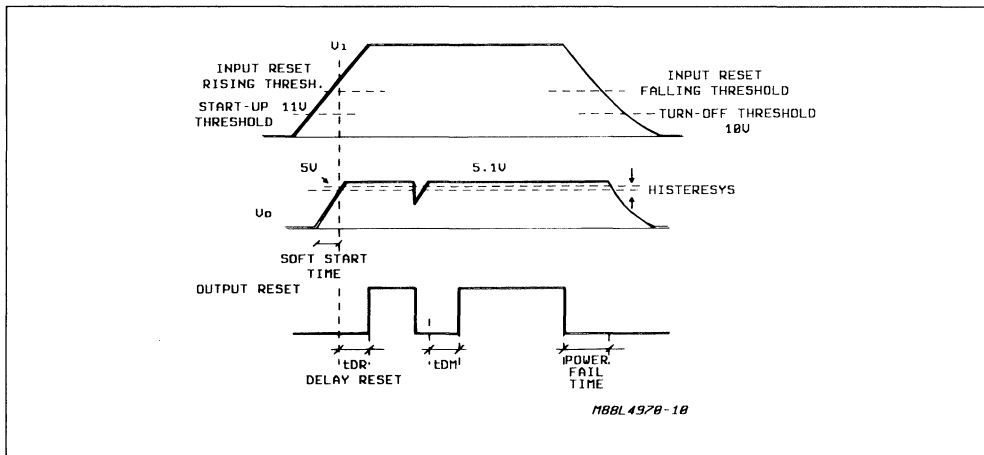 Vi
INPUT RESET
RISING THRESH.
START-UP 11V
THRESHOLD
INPUT RESET
FALLING THRESHOLD
TURN-OFF THRESHOLD
10V
5V
5.1V
HISTERESYS
Vo
SOFT START
TIME
OUTPUT RESET
tDR
DELAY RESET
tDM
POWER
FAIL
TIME
M88L4970-10